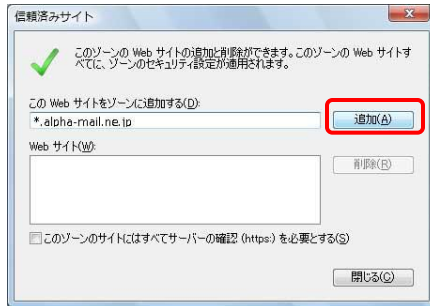 信頼済みサイト
このゾーンの Web サイトの追加と削除ができます。このゾーンの Web サイトす
べてに、ゾーンのセキュリティ設定が適用されます。
この Web サイトをゾーンに追加する(D):
*.alpha-mail.ne.jp
追加(A)
Web サイト(W):
削除(R)
このゾーンのサイトにはすべてサーバーの確認 (https:) を必要とする(S)
閉じる(C)